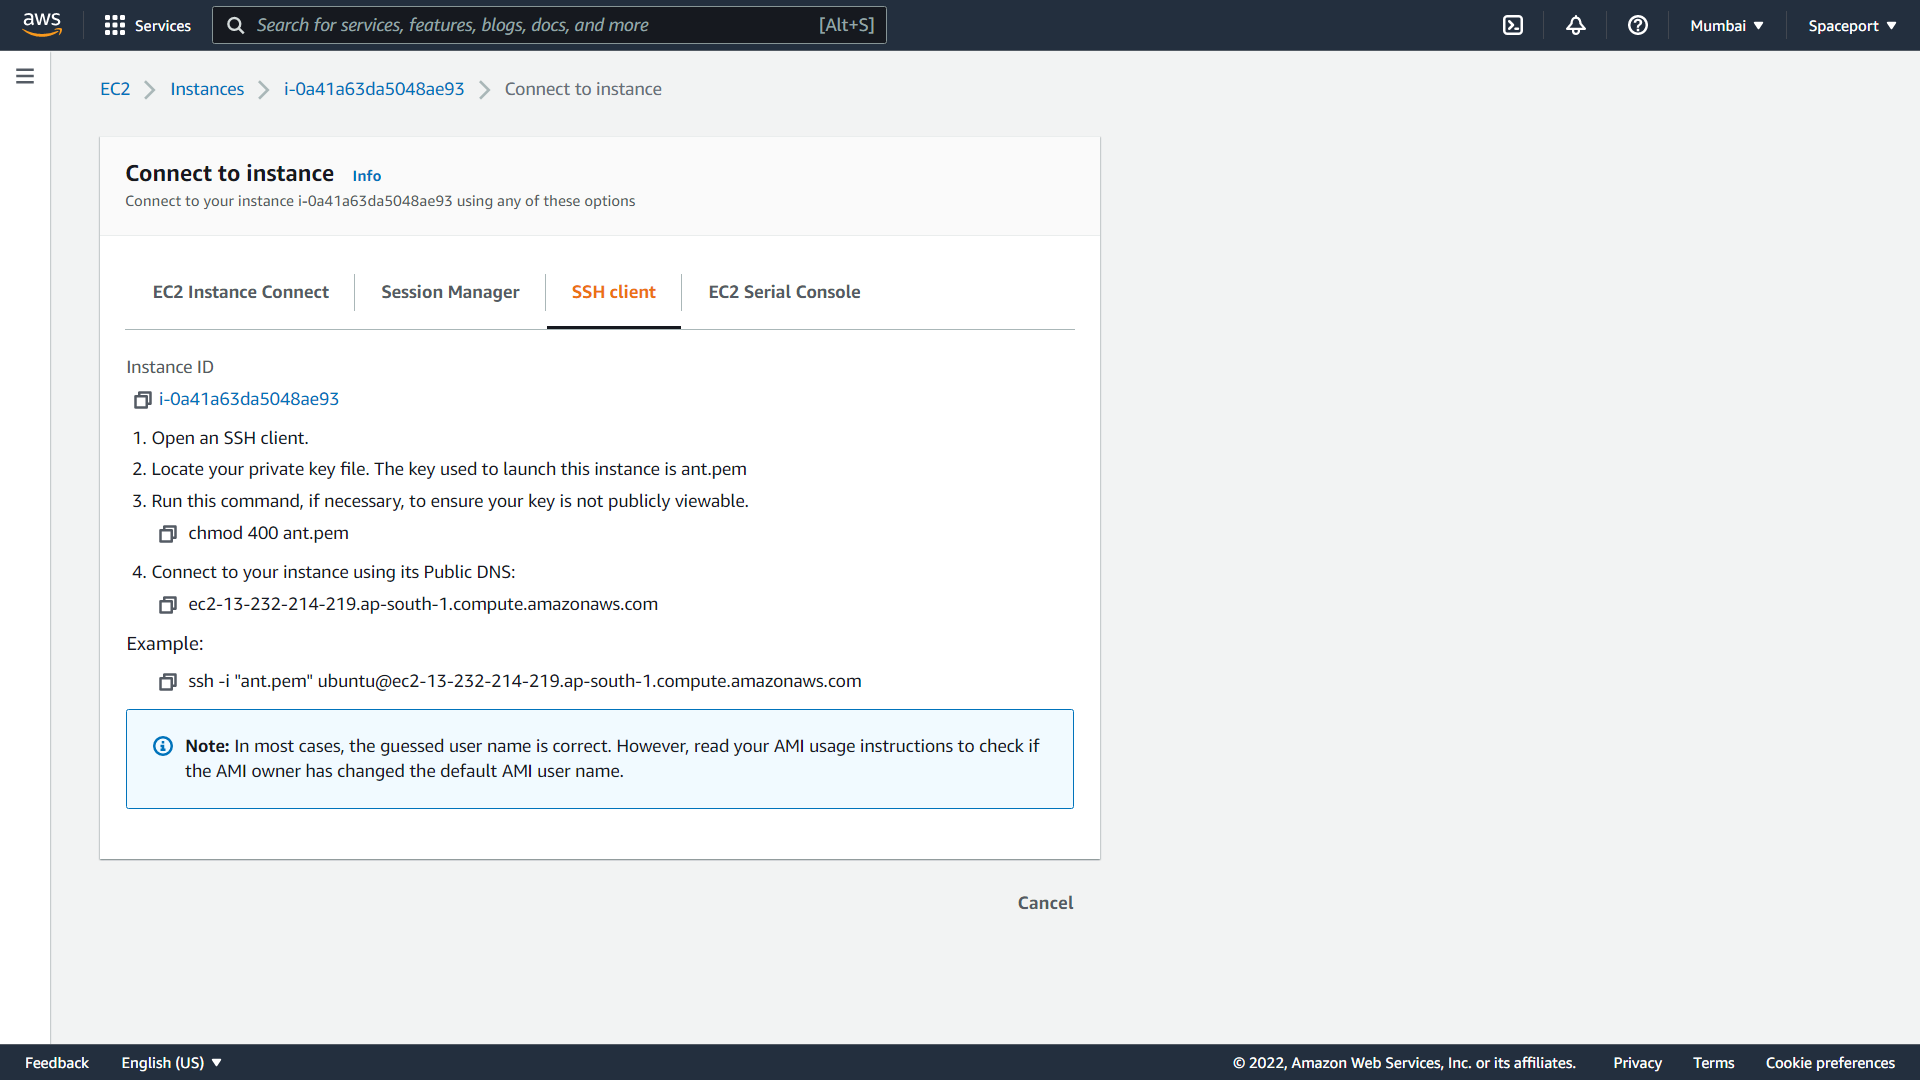 aws
Services
Search for services, features, blogs, docs, and more
[Alt+S]
Mumbai
Spaceport
EC2
Instances
i-0a41a63da5048ae93
Connect to instance
Connect to instance Info
Connect to your instance i-0a41a63da5048ae93 using any of these options
EC2 Instance Connect
Session Manager
SSH client
EC2 Serial Console
Instance ID
i-0a41a63da5048ae93
1. Open an SSH client.
2. Locate your private key file. The key used to launch this instance is ant.pem
3. Run this command, if necessary, to ensure your key is not publicly viewable.
chmod 400 ant.pem
4. Connect to your instance using its Public DNS:
ec2-13-232-214-219.ap-south-1.compute.amazonaws.com
Example:
ssh -i "ant.pem" ubuntu@ec2-13-232-214-219.ap-south-1.compute.amazonaws.com
Note: In most cases, the guessed user name is correct. However, read your AMI usage instructions to check if
the AMI owner has changed the default AMI user name.
Cancel
Feedback
English (US)
© 2022, Amazon Web Services, Inc. or its affiliates.
Privacy
Terms
Cookie preferences